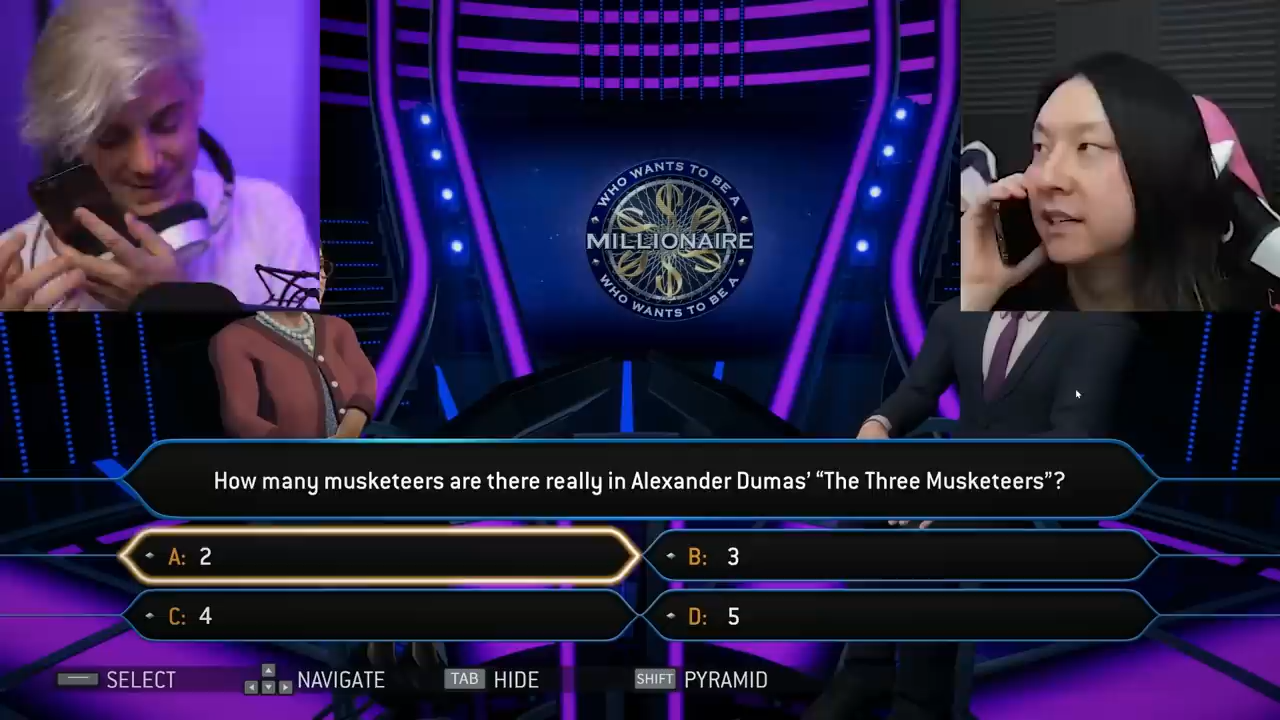 WHO WANTS TO BE A
MILLIONAIRE
WHO WANTS TO BE A
How many musketeers are there really in Alexander Dumas’ “The Three Musketeers”?
A: 2
B: 3
C: 4
D: 5
SELECT
NAVIGATE
TAB HIDE
SHIFT PYRAMID